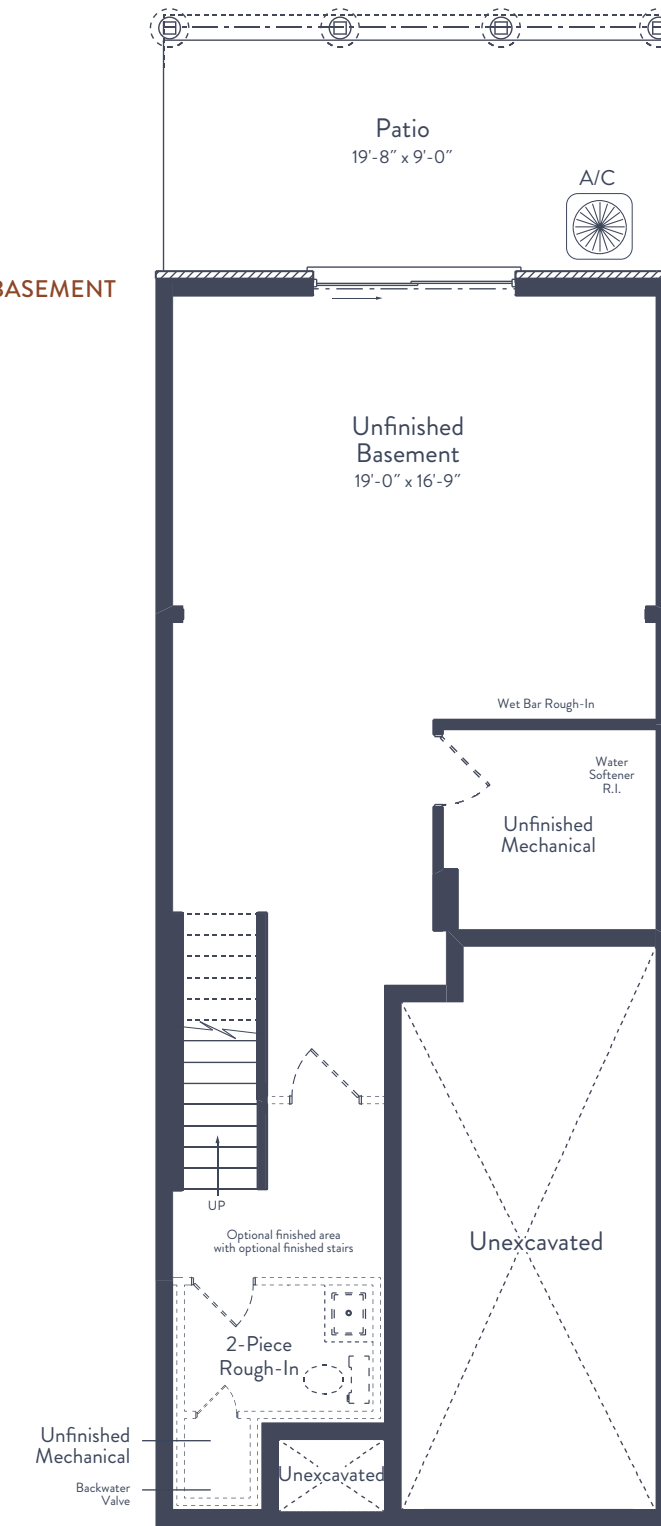 Patio
19'-8" x 9'-0"
A/C
BASEMENT
Unfinished
Basement
19'-0" x 16'-9"
Wet Bar Rough-In
Water
Softener
R.I.
Unfinished
Mechanical
UP
Optional finished area
with optional finished stairs
Unexcavated
2-Piece
Rough-In
Unfinished
Mechanical
Backwater
Valve
Unexcavated